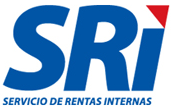 SRi
SERVICIO DE RENTAS INTERNAS